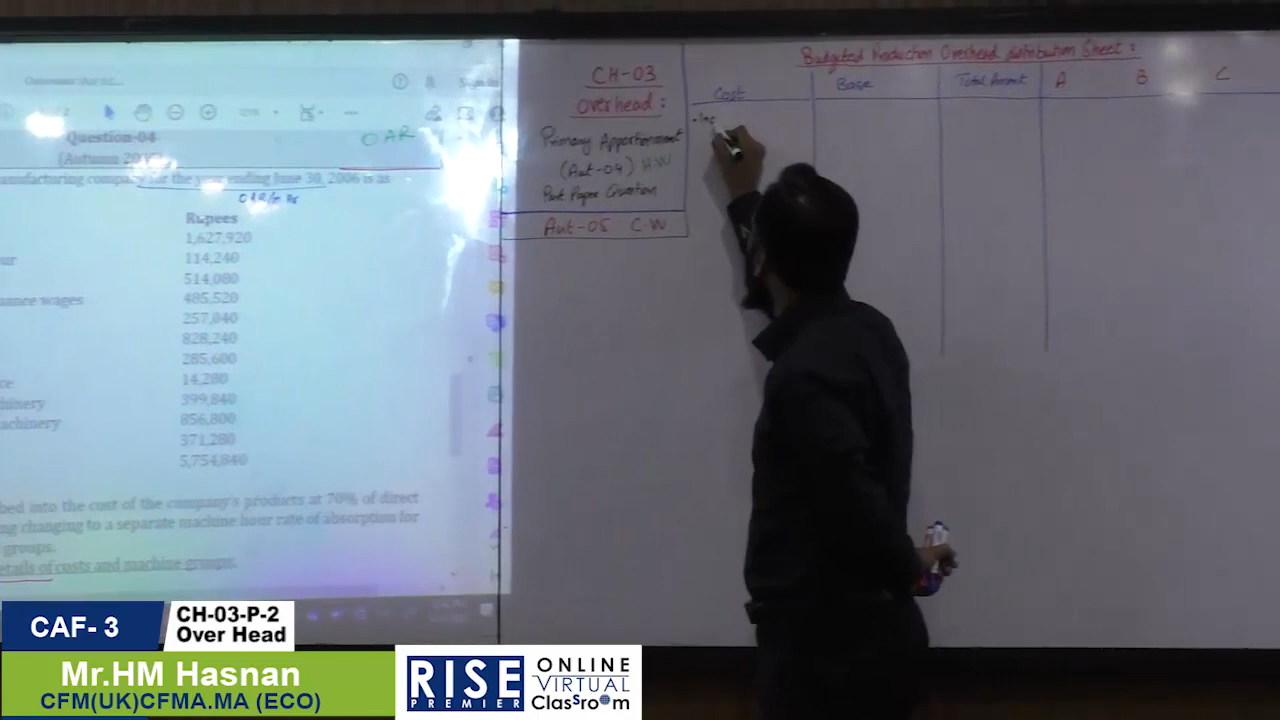 Question-04
(Autumn
OAR
anufacturing company for the year ending June 30, 2006 is as
OAR/m Hr
Rupees
1,627,920
our 114,240
514,080
nance wages 485,520
257,040
828,240
285,600
ce 14,280
hinery 399,840
achinery 856,800
371,280
5,754,840
bed into the cost of the company's products at 70% of direct
ng changing to a separate machine hour rate of absorption for
groups.
etails of costs and machine groups.
CH-03
Overhead :
Primary Apportionment
(Aut-04) H.W
Past Paper Question
Aut-05 C.W
Budgeted Production Overhead distribution Sheet :
Cost Base Total Amount A B C
CAF- 3
CH-03-P-2
Over Head
Mr.HM Hasnan
CFM(UK)CFMA.MA (ECO)
RISE
PREMIER
ONLINE
VIRTUAL
Classroom